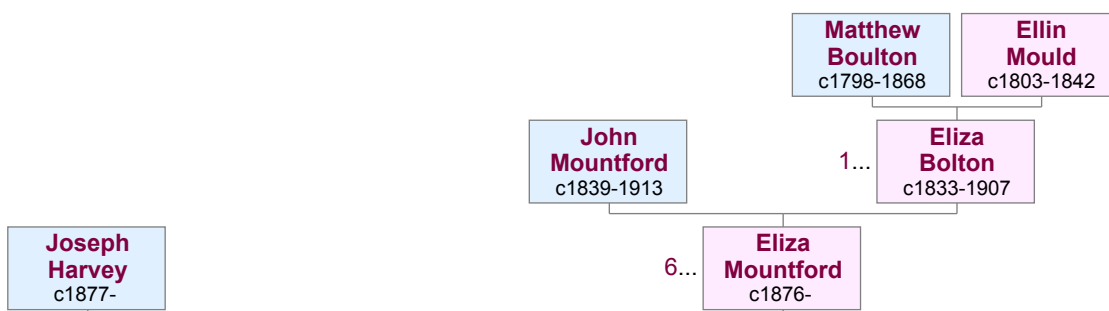 Matthew
Boulton
c1798-1868
Ellin
Mould
c1803-1842
John
Mountford
c1839-1913
1...
Eliza
Bolton
c1833-1907
Joseph
Harvey
c1877-
6...
Eliza
Mountford
c1876-